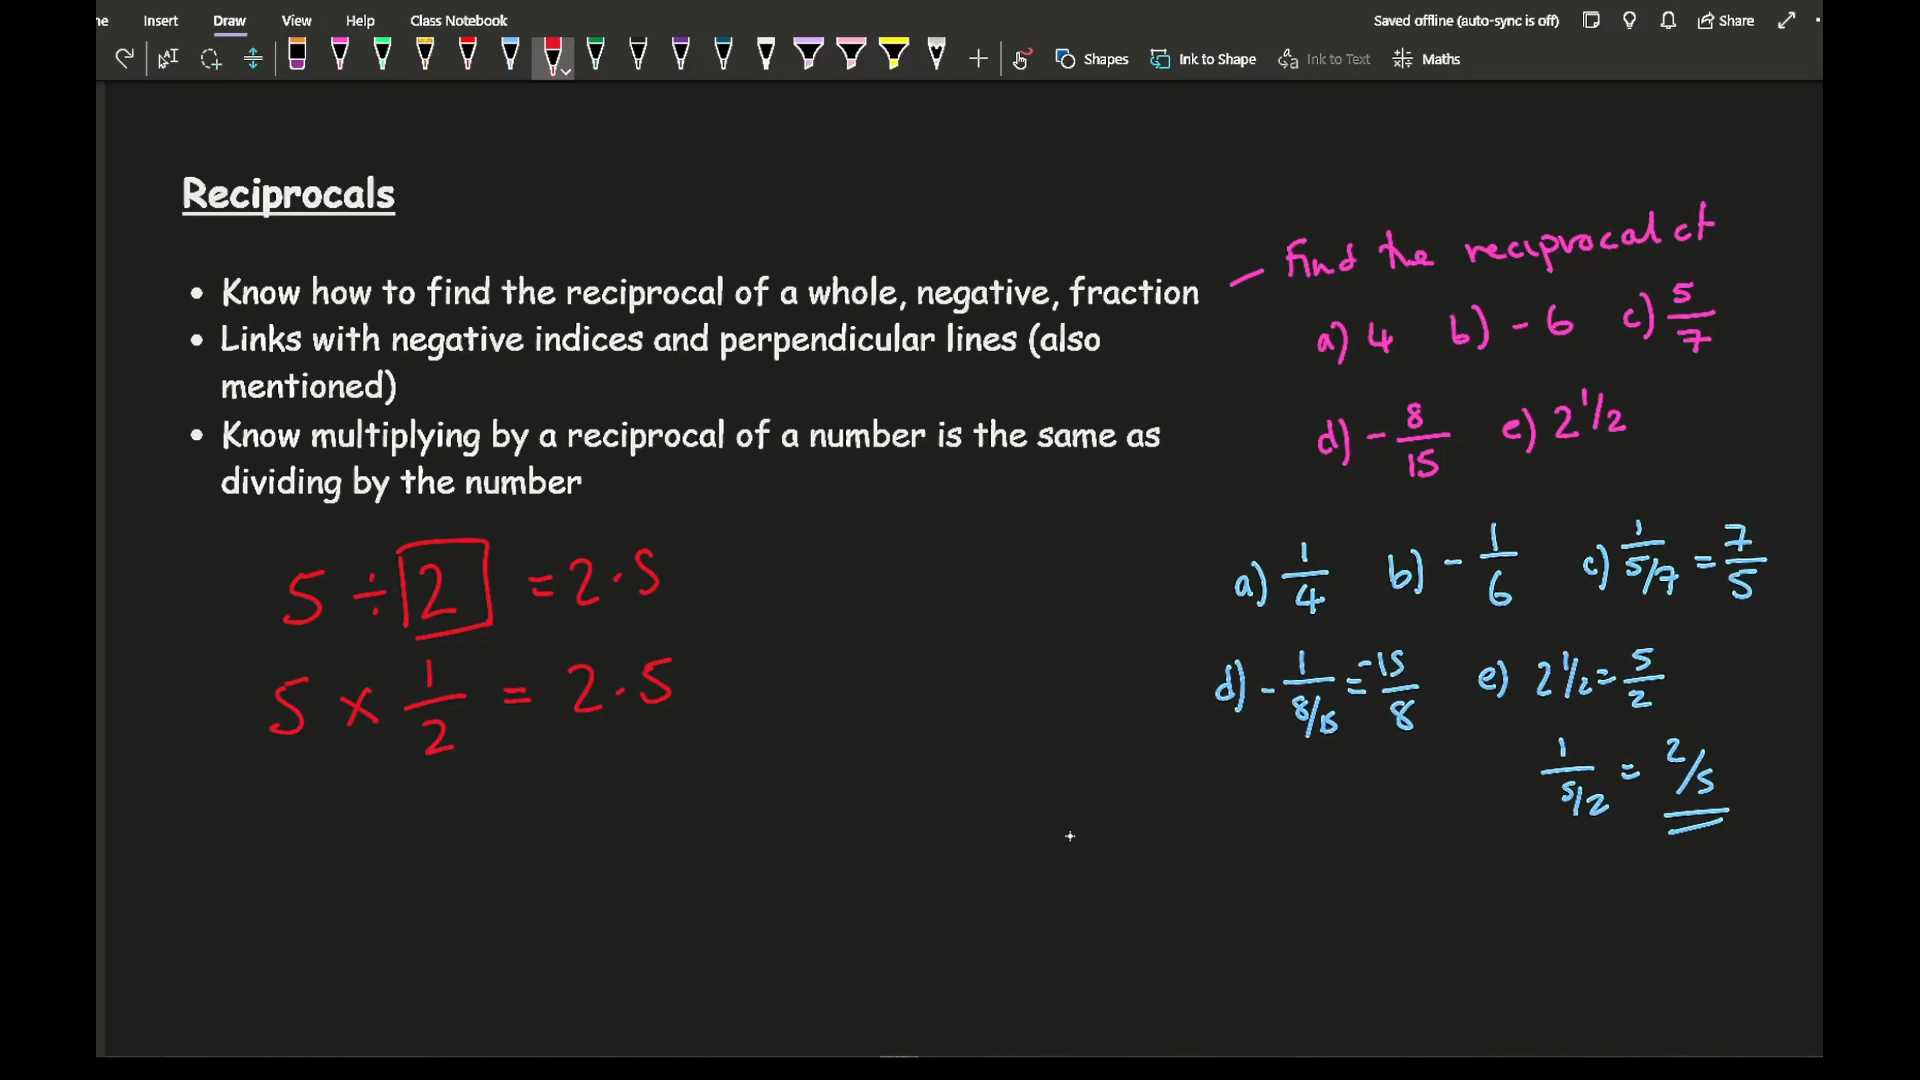 Insert Draw View Help Class Notebook Saved offline (auto-sync is off) Share
Shapes Ink to Shape Ink to Text Maths
Reciprocals
• Know how to find the reciprocal of a whole, negative, fraction
• Links with negative indices and perpendicular lines (also
mentioned)
• Know multiplying by a reciprocal of a number is the same as
dividing by the number
5 ÷ 2 = 2.5
5 × 1/2 = 2.5
- Find the reciprocal of
a) 4 b) -6 c) 5/7
d) -8/15 e) 2 1/2
a) 1/4 b) -1/6 c) 1/(5/7) = 7/5
d) -1/(8/15) = -15/8 e) 2 1/2 = 5/2
1/(5/2) = 2/5